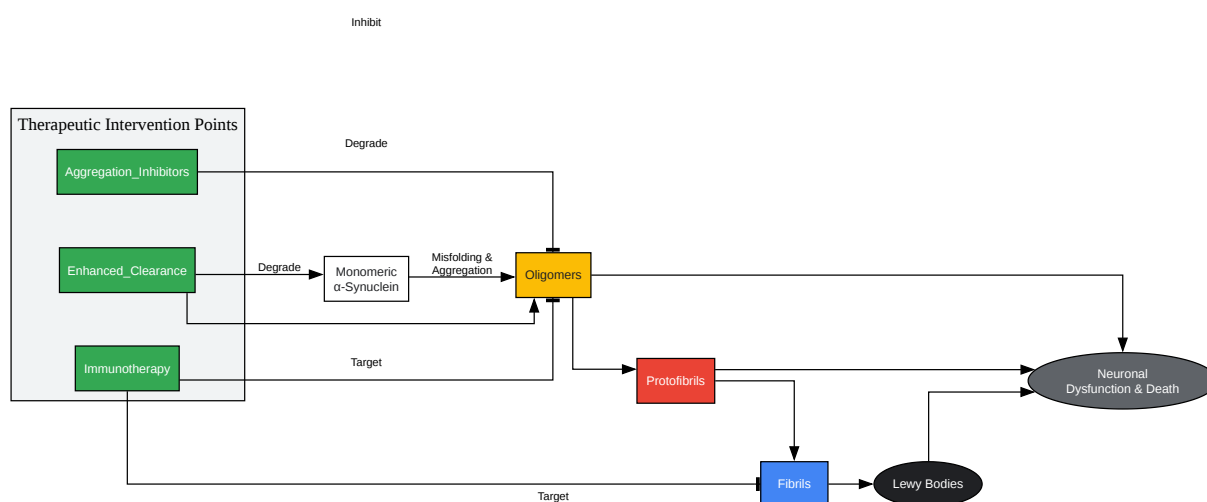 Inhibit
Therapeutic Intervention Points
Degrade
Aggregation_Inhibitors
Enhanced_Clearance
Degrade
Monomeric
α-Synuclein
Misfolding &
Aggregation
Oligomers
Immunotherapy
Target
Protofibrils
Neuronal
Dysfunction & Death
Target
Fibrils
Lewy Bodies